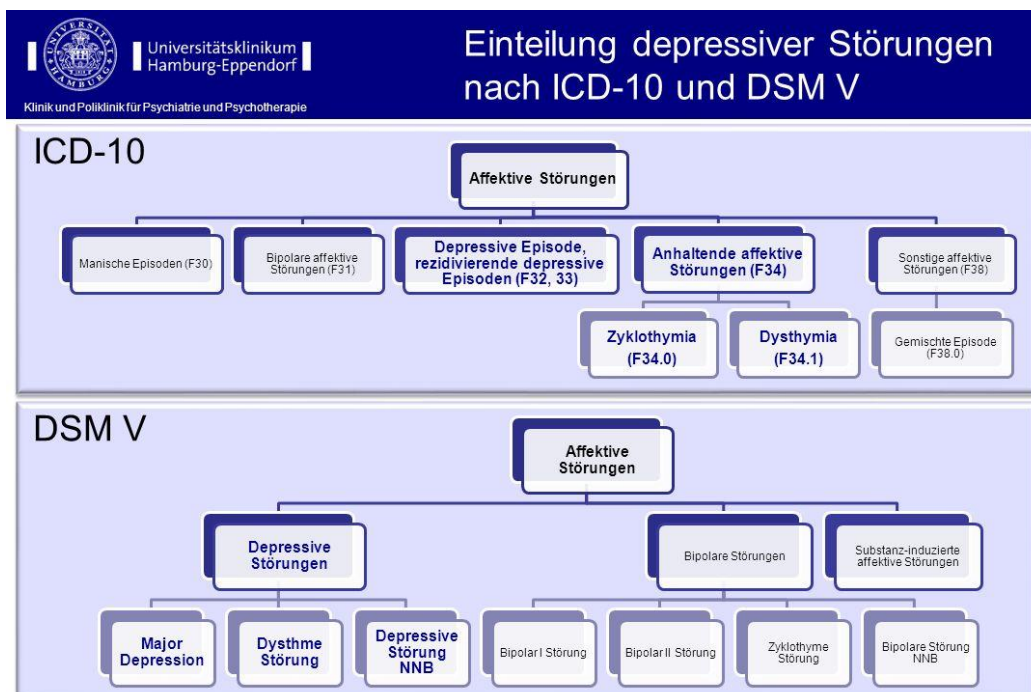 UNIVERSITÄT
HAMBURG
Universitätsklinikum
Hamburg-Eppendorf
Klinik und Poliklinik für Psychiatrie und Psychotherapie
Einteilung depressiver Störungen
nach ICD-10 und DSM V
ICD-10
Affektive Störungen
Manische Episoden (F30)
Bipolare affektive
Störungen (F31)
Depressive Episode,
rezidivierende depressive
Episoden (F32, 33)
Anhaltende affektive
Störungen (F34)
Sonstige affektive
Störungen (F38)
Zyklothymia
(F34.0)
Dysthymia
(F34.1)
Gemischte Episode
(F38.0)
DSM V
Affektive
Störungen
Depressive
Störungen
Bipolare Störungen
Substanz-induzierte
affektive Störungen
Major
Depression
Dysthme
Störung
Depressive
Störung
NNB
Bipolar I Störung
Bipolar II Störung
Zyklothyme
Störung
Bipolare Störung
NNB